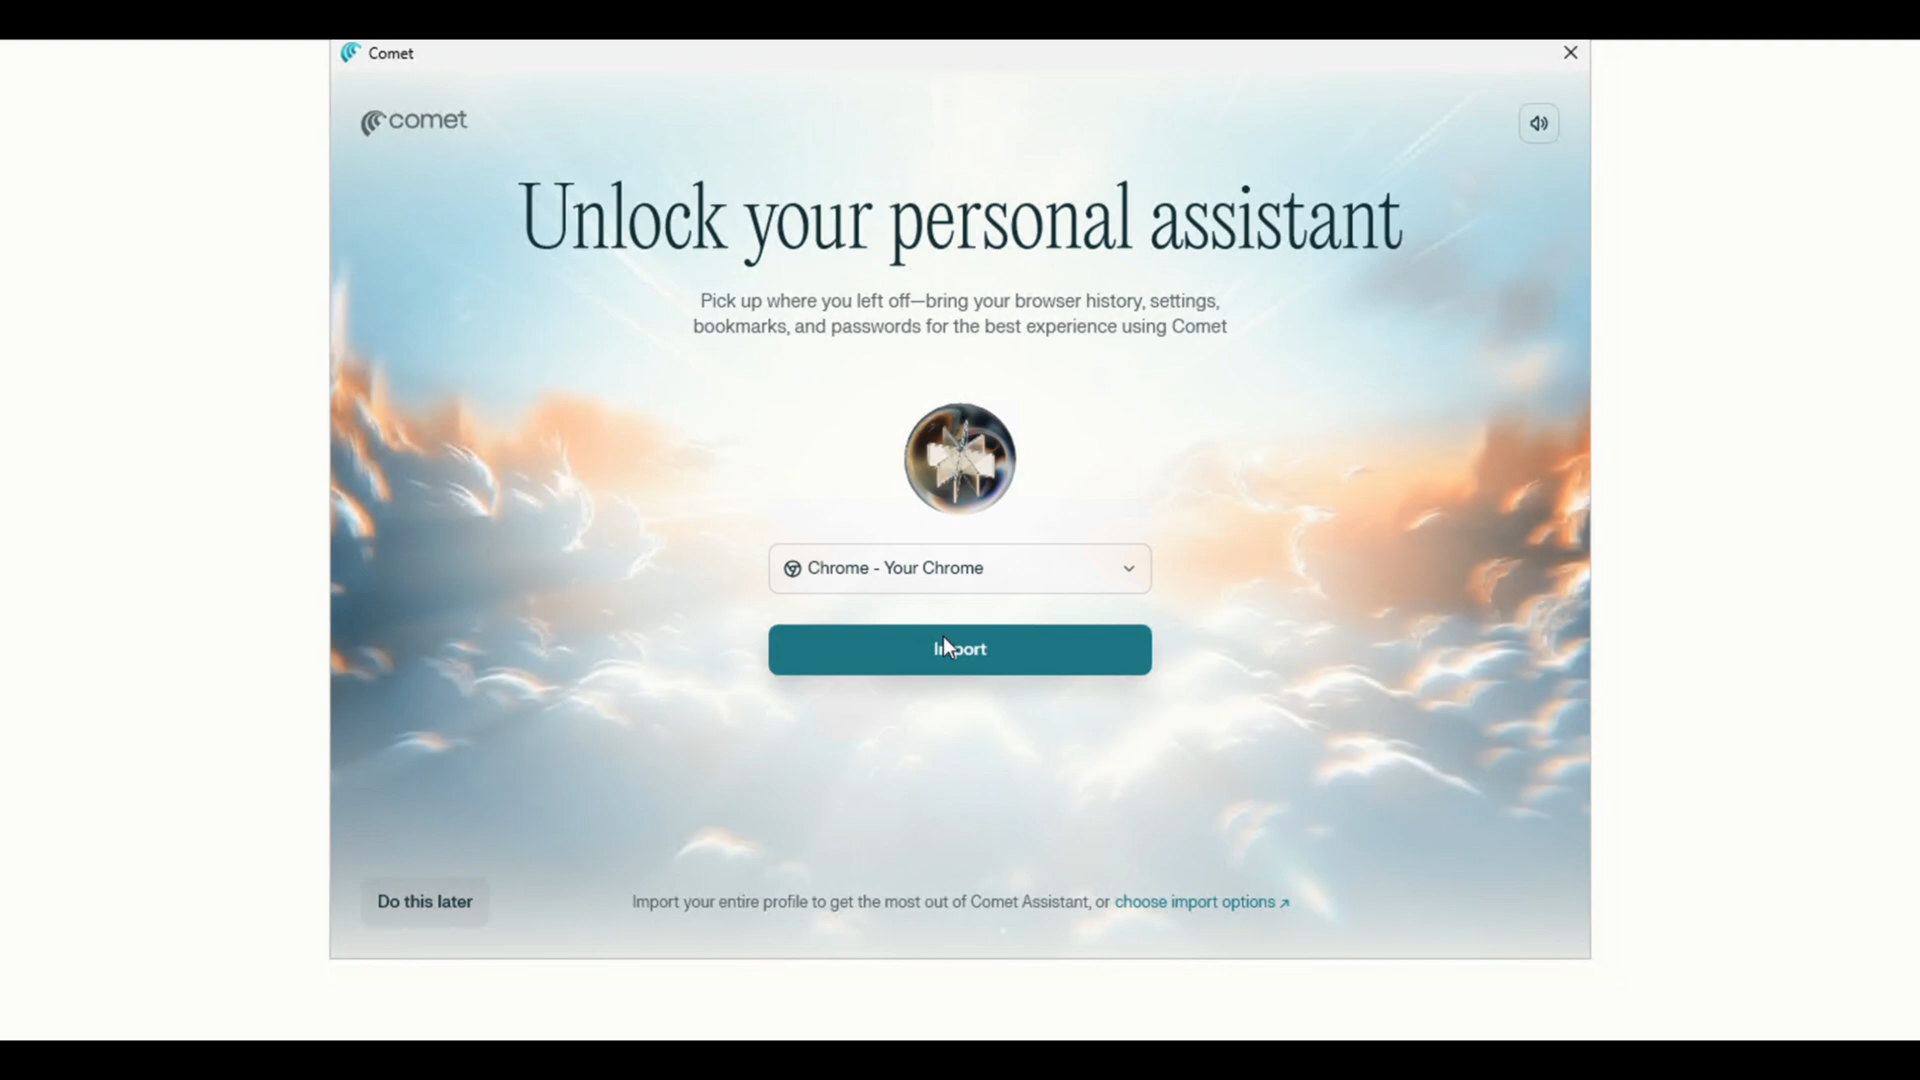 Comet
comet
Unlock your personal assistant
Pick up where you left off—bring your browser history, settings,
bookmarks, and passwords for the best experience using Comet
Chrome - Your Chrome
Import
Do this later
Import your entire profile to get the most out of Comet Assistant, or choose import options ↗